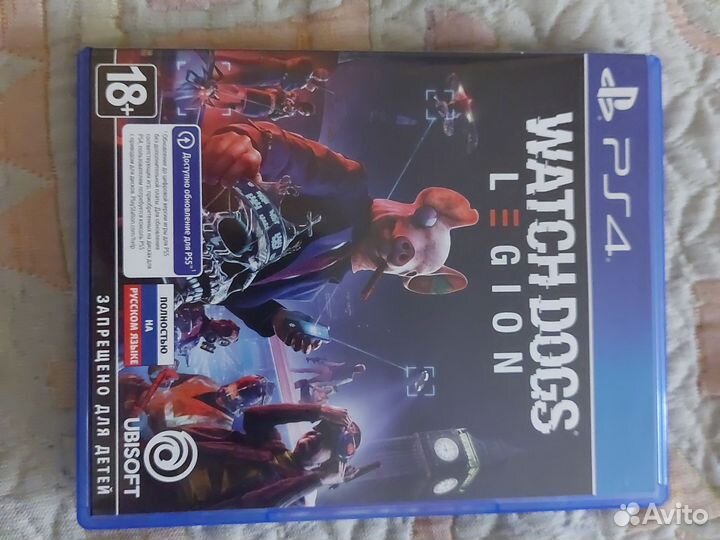 PS4
WATCH DOGS
LEGION
18+
Доступно обновление для PS5
ПОЛНОСТЬЮ
НА
РУССКОМ ЯЗЫКЕ
UBISOFT
ЗАПРЕЩЕНО ДЛЯ ДЕТЕЙ
Avito